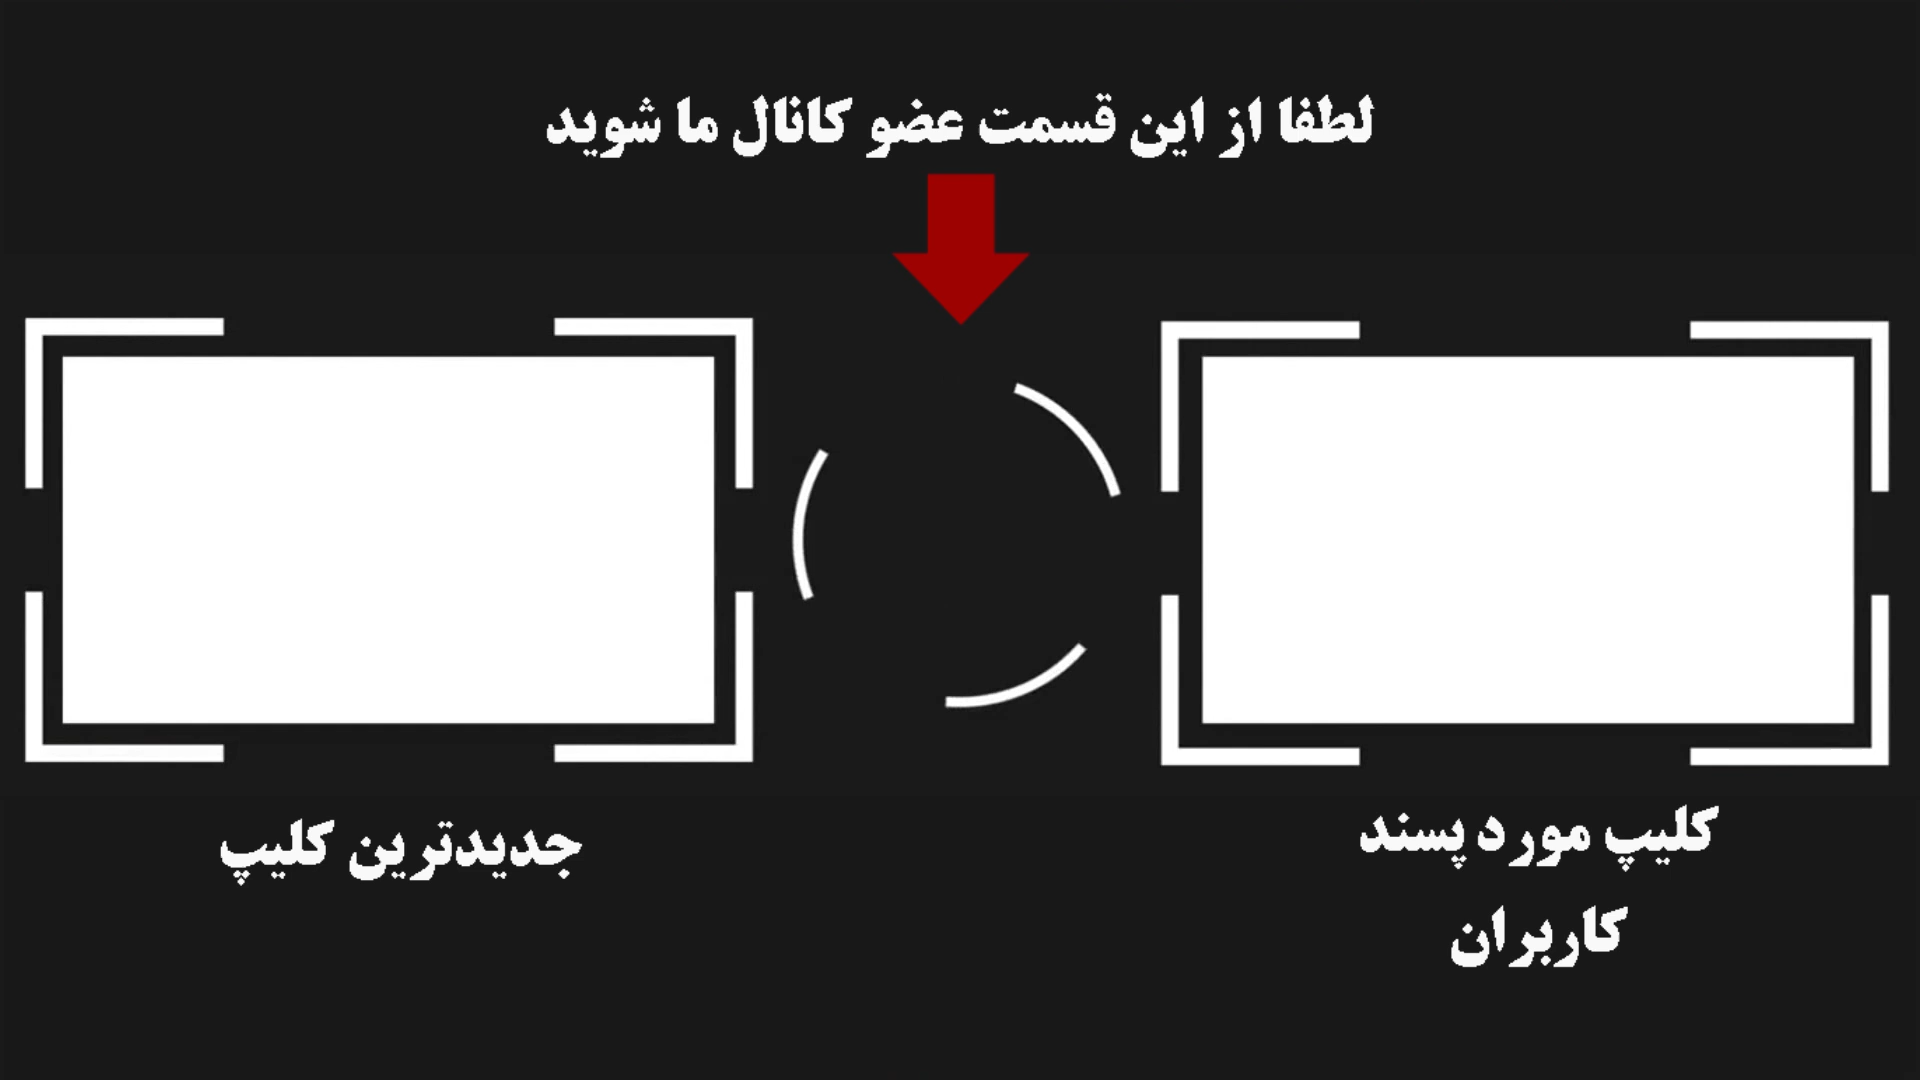 لطفا از این قسمت عضو کانال ما شوید
کلیپ مورد پسند
کاربران
جدیدترین کلیپ